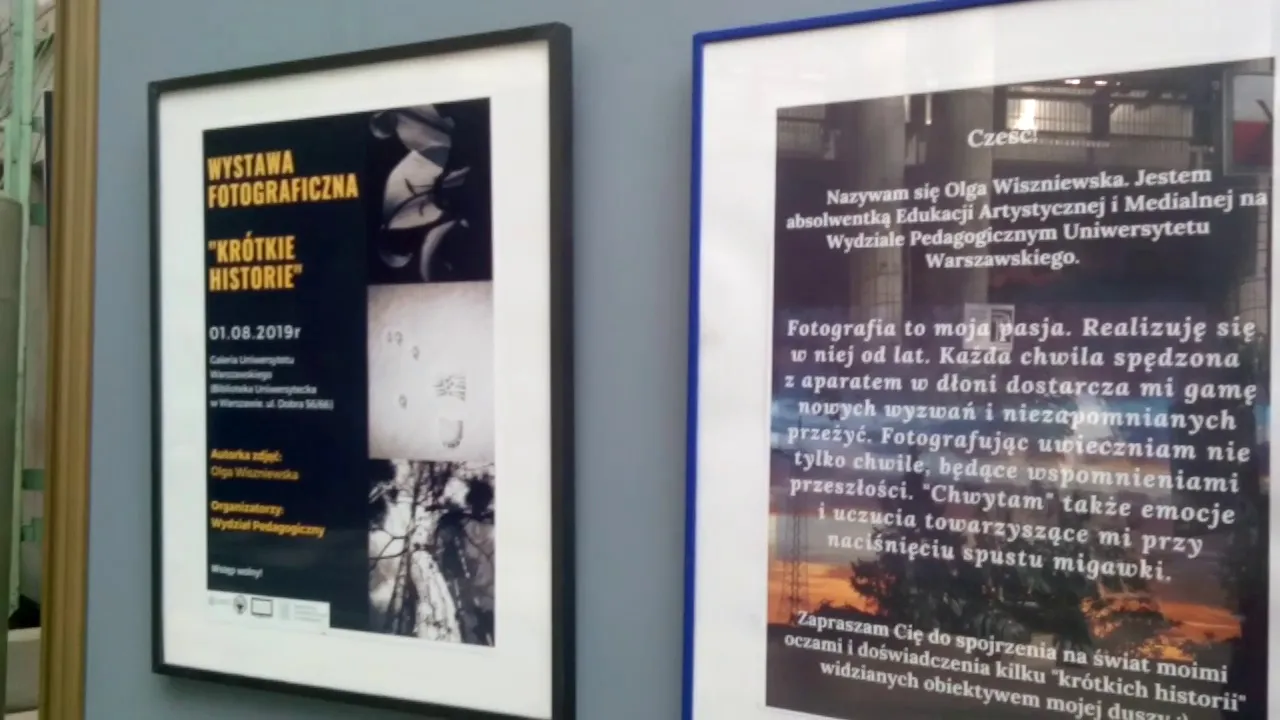 WYSTAWA
FOTOGRAFICZNA
"KRÓTKIE
HISTORIE"
01.08.2019r
Galeria Uniwersytetu
Warszawskiego
(Biblioteka Uniwersytecka
w Warszawie. ul. Dobra 56/66)
Autorka zdjęć:
Olga Wiszniewska
Organizatorzy:
Wydział Pedagogiczny
Wstęp wolny!
Cześć!
Nazywam się Olga Wiszniewska. Jestem
absolwentką Edukacji Artystycznej i Medialnej na
Wydziale Pedagogicznym Uniwersytetu
Warszawskiego.
Fotografia to moja pasja. Realizuję się
w niej od lat. Każda chwila spędzona
z aparatem w dłoni dostarcza mi gamę
nowych wyzwań i niezapomnianych
przeżyć. Fotografując uwieczniam nie
tylko chwile, będące wspomnieniami
przeszłości. "Chwytam" także emocje
i uczucia towarzyszące mi przy
naciśnięciu spustu migawki.
Zapraszam Cię do spojrzenia na świat moimi
oczami i doświadczenia kilku "krótkich historii"
widzianych obiektywem mojej duszy :)